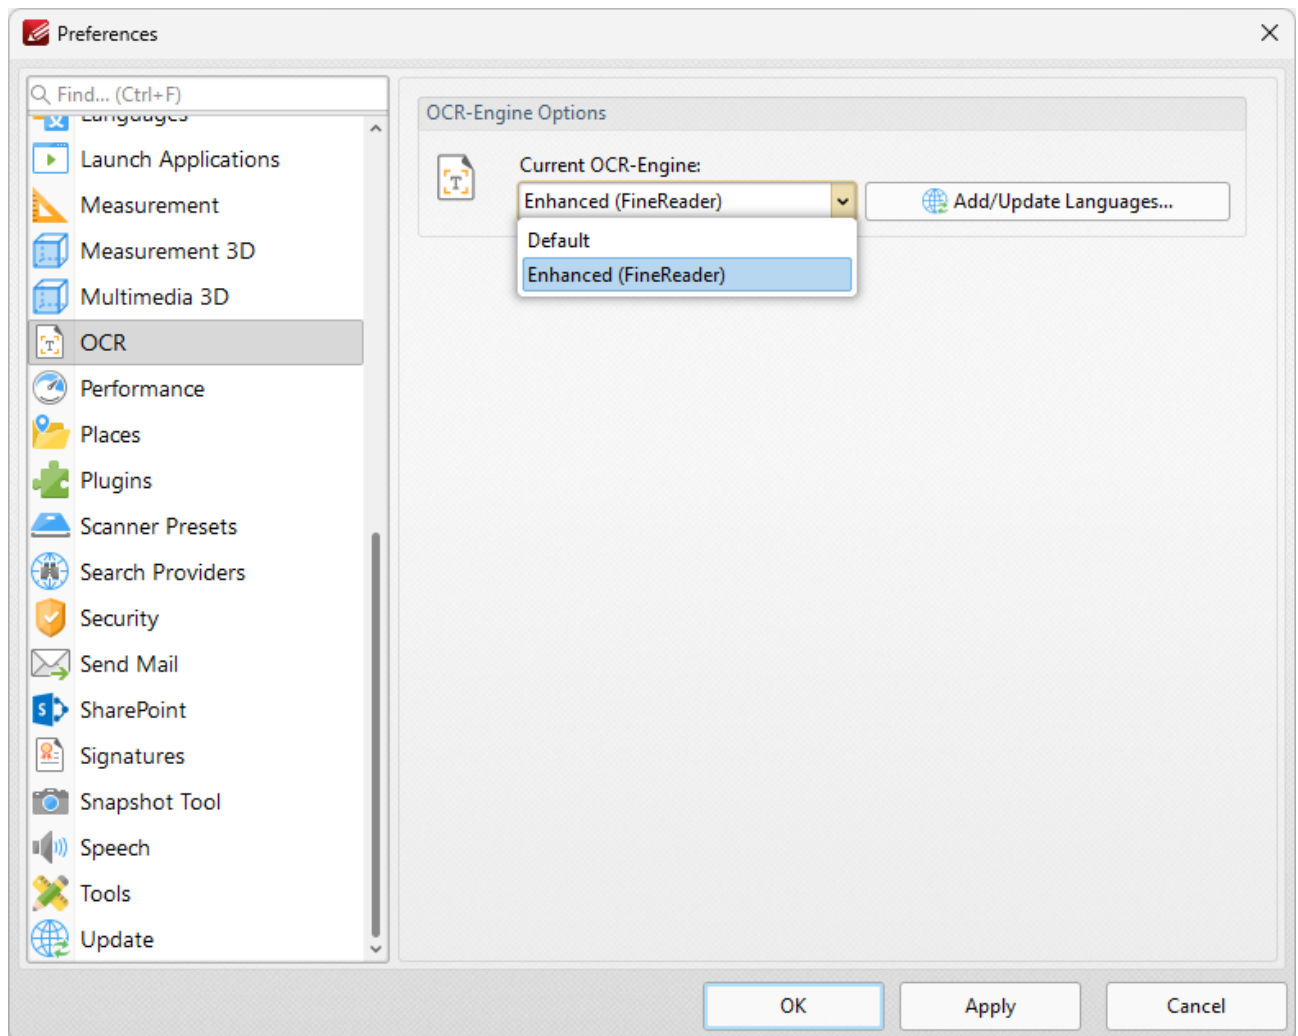 Preferences
Find... (Ctrl+F)
Languages
Launch Applications
Measurement
Measurement 3D
Multimedia 3D
OCR
Performance
Places
Plugins
Scanner Presets
Search Providers
Security
Send Mail
SharePoint
Signatures
Snapshot Tool
Speech
Tools
Update
OCR-Engine Options
Current OCR-Engine:
Enhanced (FineReader)
Add/Update Languages...
Default
Enhanced (FineReader)
OK
Apply
Cancel